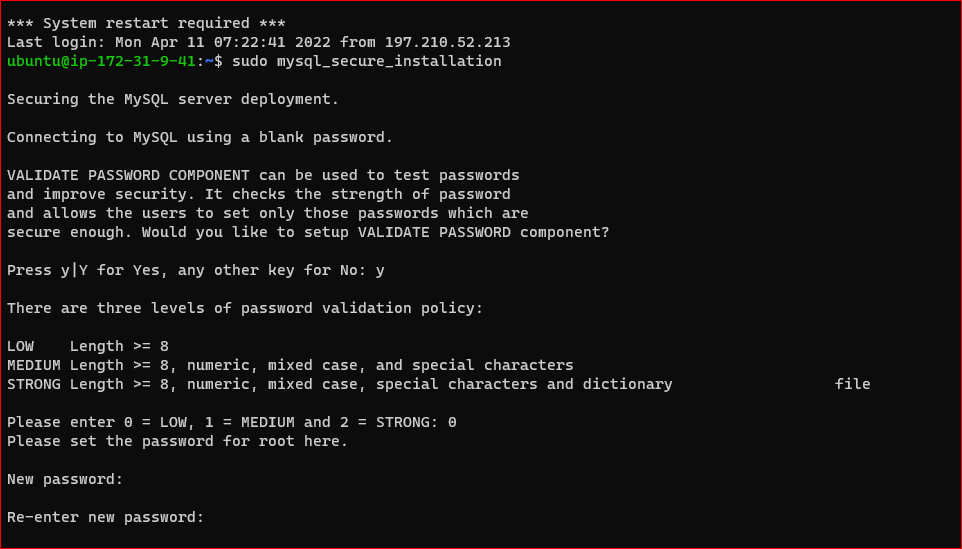 *** System restart required ***
Last login: Mon Apr 11 07:22:41 2022 from 197.210.52.213
ubuntu@ip-172-31-9-41:~$ sudo mysql_secure_installation
Securing the MySQL server deployment.
Connecting to MySQL using a blank password.
VALIDATE PASSWORD COMPONENT can be used to test passwords
and improve security. It checks the strength of password
and allows the users to set only those passwords which are
secure enough. Would you like to setup VALIDATE PASSWORD component?
Press y|Y for Yes, any other key for No: y
There are three levels of password validation policy:
LOW    Length >= 8
MEDIUM Length >= 8, numeric, mixed case, and special characters
STRONG Length >= 8, numeric, mixed case, special characters and dictionary                  file
Please enter 0 = LOW, 1 = MEDIUM and 2 = STRONG: 0
Please set the password for root here.
New password:
Re-enter new password: